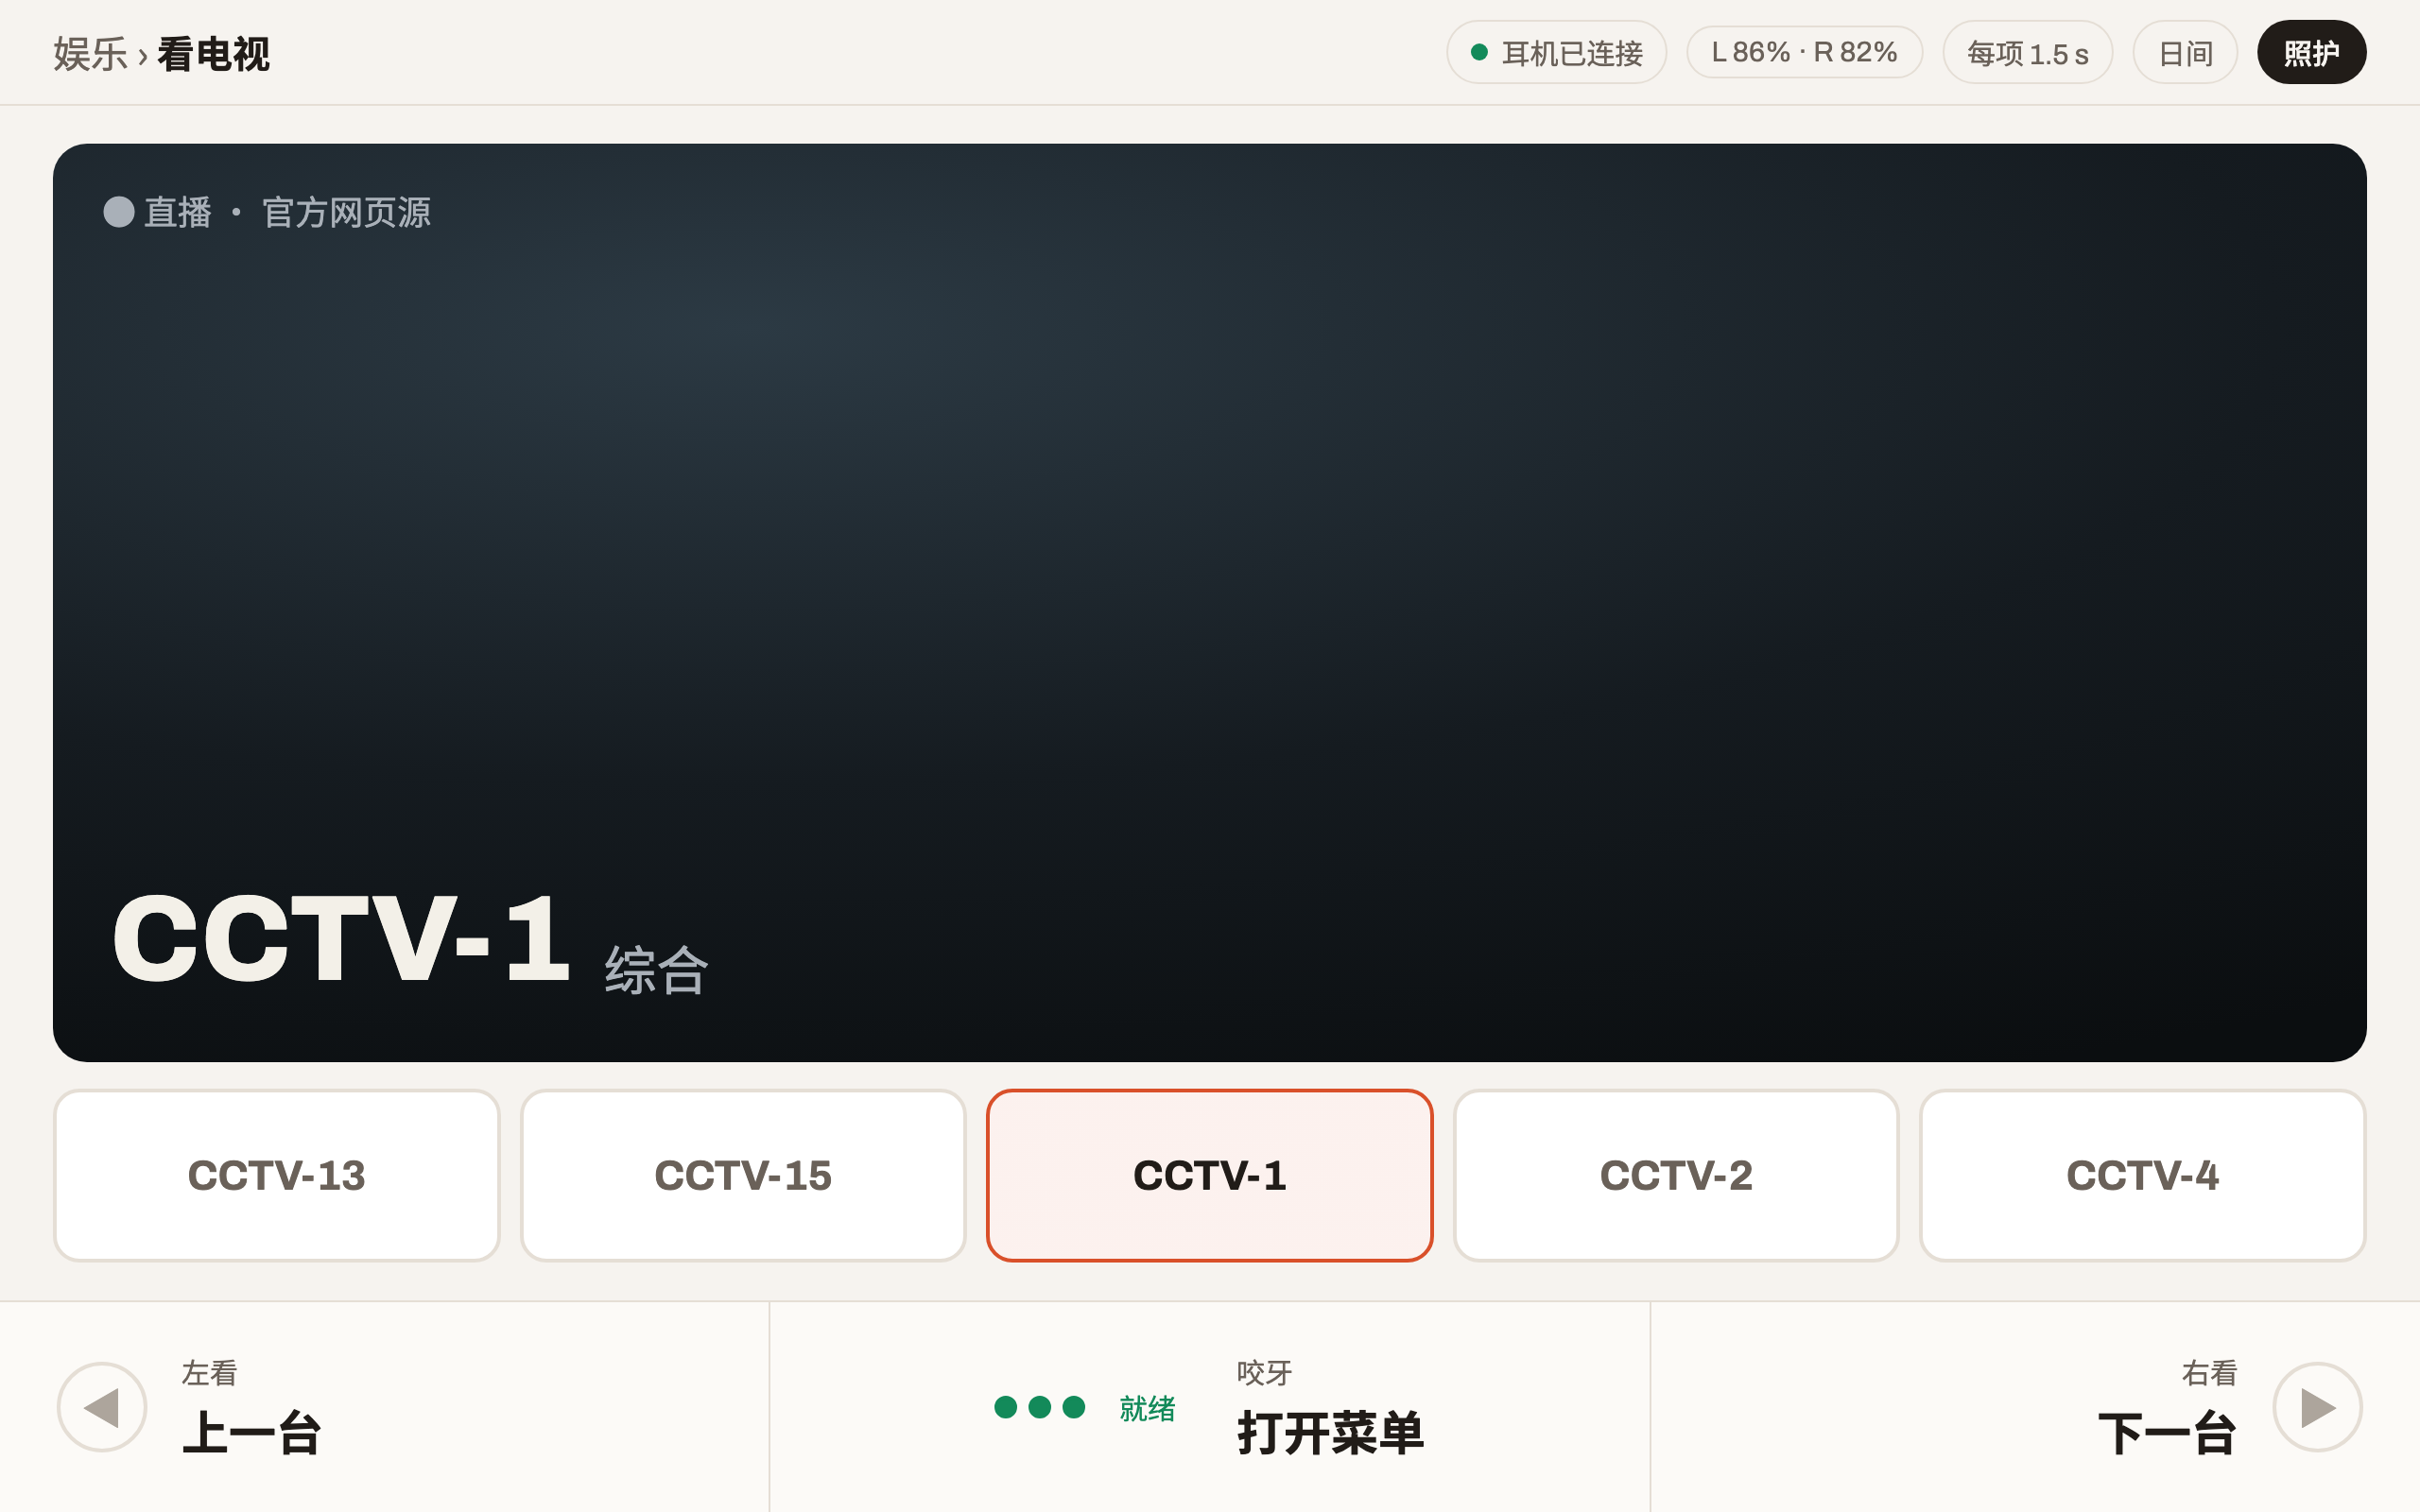 娱乐 › 看电视
耳机已连接
L 86% · R 82%
每项 1.5 s
日间
照护
直播 · 官方网页源
CCTV-1 综合
CCTV-13
CCTV-15
CCTV-1
CCTV-2
CCTV-4
左看
上一台
就绪
咬牙
打开菜单
右看
下一台